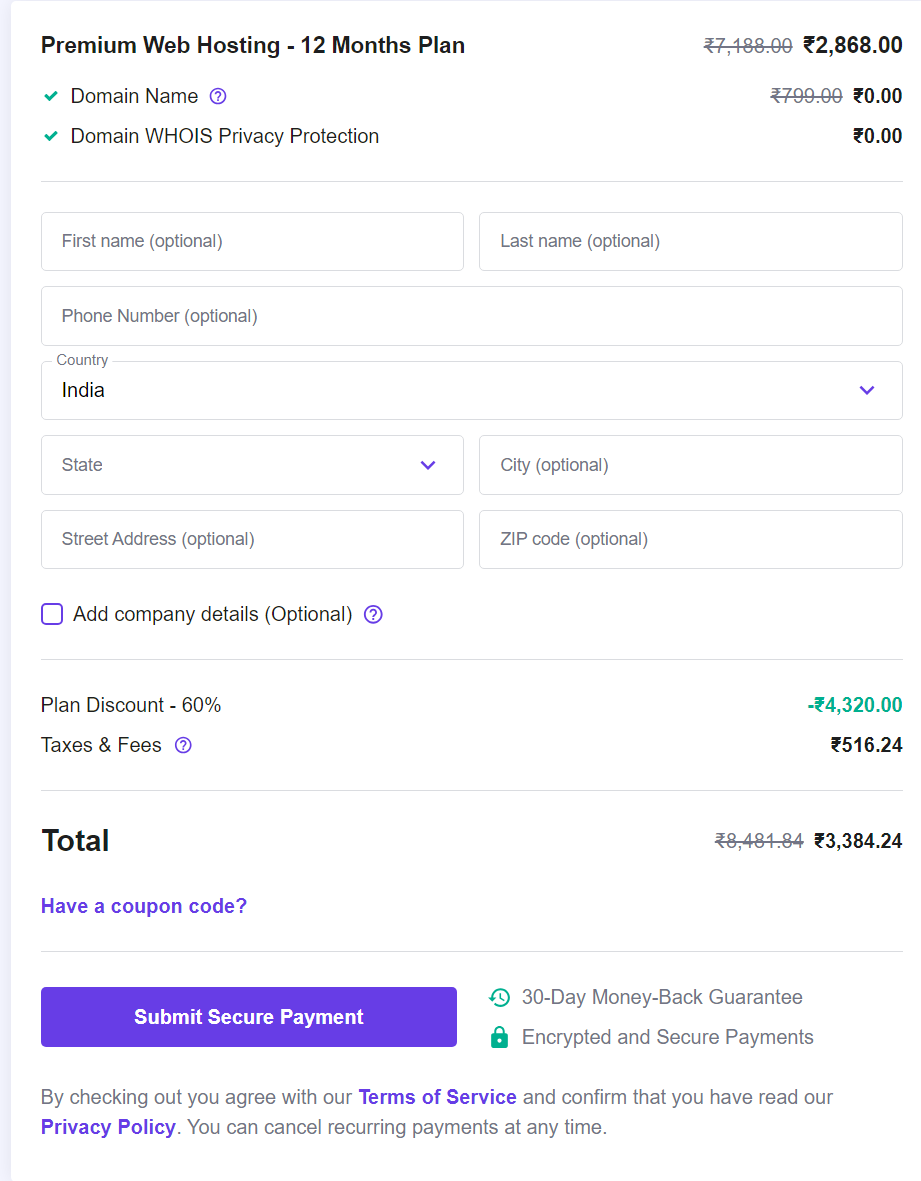 Premium Web Hosting - 12 Months Plan ₹7,188.00 ₹2,868.00
Domain Name ₹799.00 ₹0.00
Domain WHOIS Privacy Protection ₹0.00
First name (optional) Last name (optional)
Phone Number (optional)
Country
India
State City (optional)
Street Address (optional) ZIP code (optional)
Add company details (Optional)
Plan Discount - 60% -₹4,320.00
Taxes & Fees ₹516.24
Total ₹8,481.84 ₹3,384.24
Have a coupon code?
Submit Secure Payment
30-Day Money-Back Guarantee
Encrypted and Secure Payments
By checking out you agree with our Terms of Service and confirm that you have read our
Privacy Policy. You can cancel recurring payments at any time.